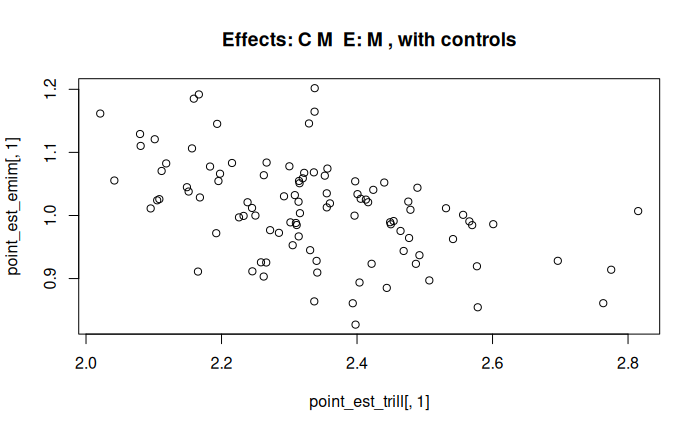 Effects: C M  E: M , with controls
point_est_emim[, 1]
1.2
1.1
1.0
0.9
2.0 2.2 2.4 2.6 2.8
point_est_trill[, 1]